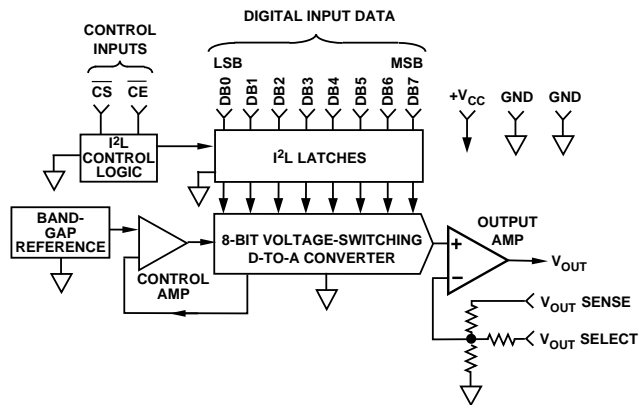 DIGITAL INPUT DATA
CONTROL
INPUTS
LSB
MSB
CS
CE
DB0
DB1
DB2
DB3
DB4
DB5
DB6
DB7
+VCC
GND
GND
I2L
CONTROL
LOGIC
I2L LATCHES
BAND-
GAP
REFERENCE
CONTROL
AMP
8-BIT VOLTAGE-SWITCHING
D-TO-A CONVERTER
OUTPUT
AMP
+
–
VOUT
VOUT SENSE
VOUT SELECT